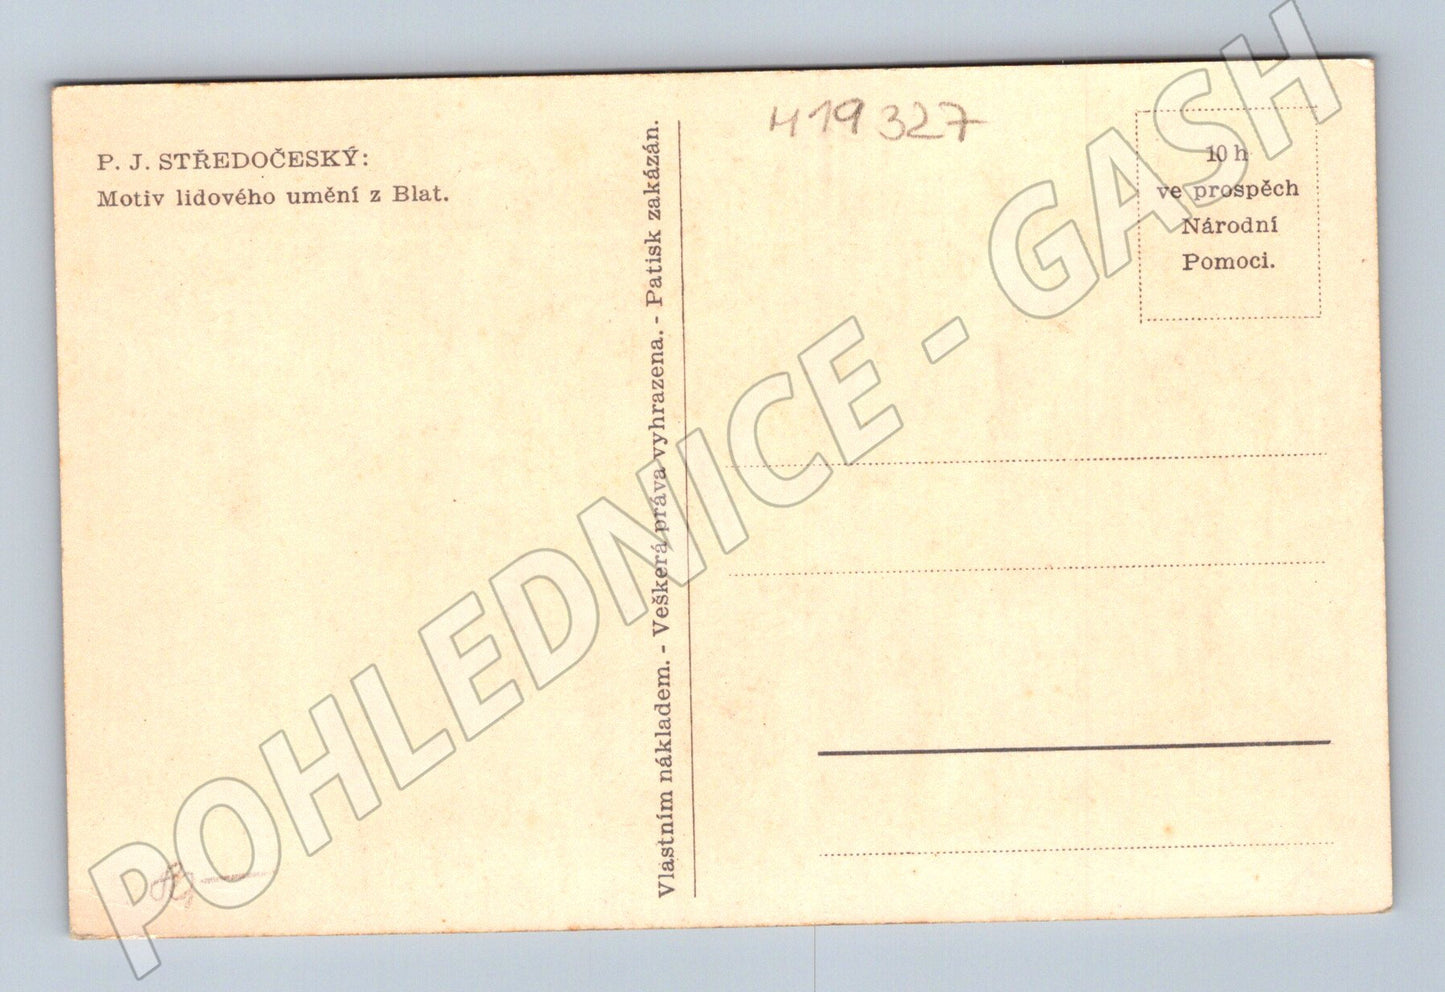 P. J. STŘEDOČESKÝ:
Motiv lidového umění z Blat.
Vlastním nákladem. - Veškerá práva vyhrazena. - Patisk zakázán.
419327
10 h
ve prospěch
Národní
Pomoci.
POHLEDNICE - GASH